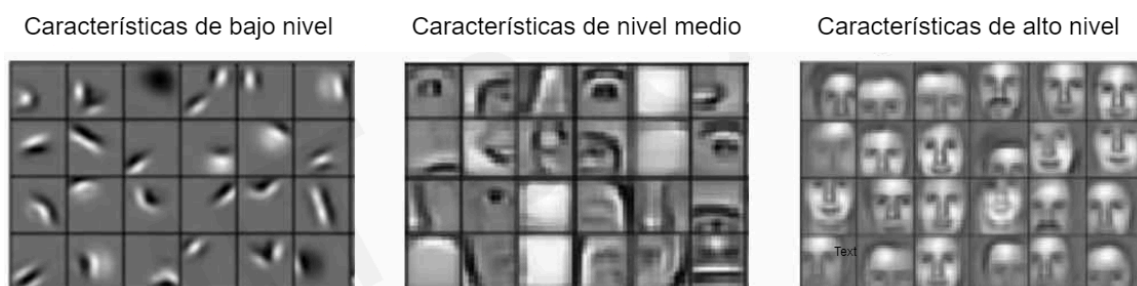 Características de bajo nivel
Características de nivel medio
Características de alto nivel
Text